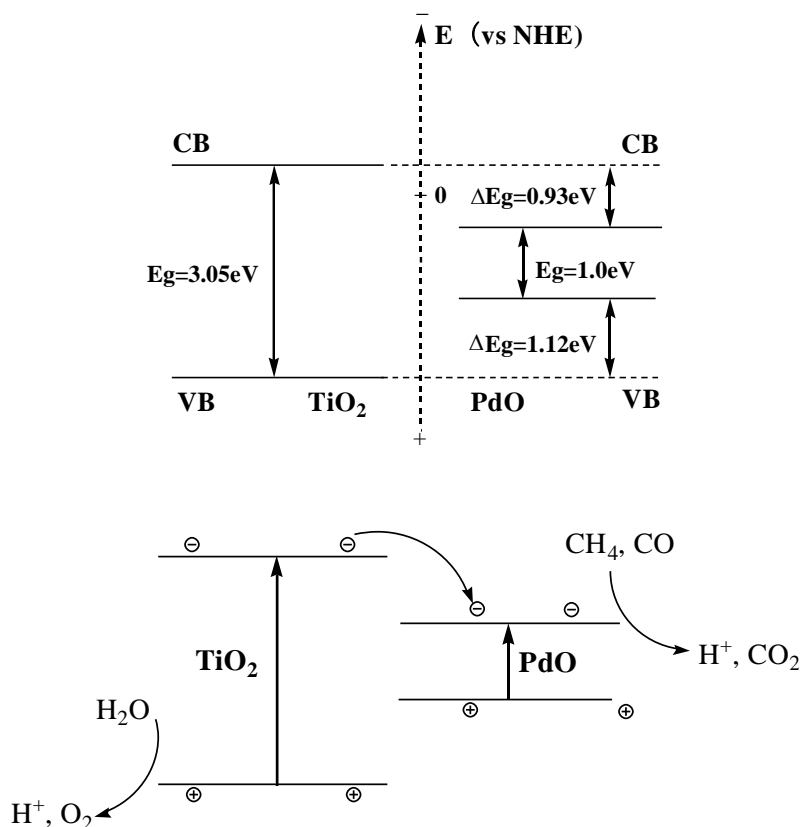 −
E (vs NHE)
CB
CB
0
ΔEg=0.93eV
Eg=3.05eV
Eg=1.0eV
ΔEg=1.12eV
VB
TiO₂
PdO
VB
+
⊖ ⊖
CH₄, CO
⊖ ⊖
TiO₂
PdO
H⁺, CO₂
H₂O
⊕ ⊕
⊕ ⊕
H⁺, O₂